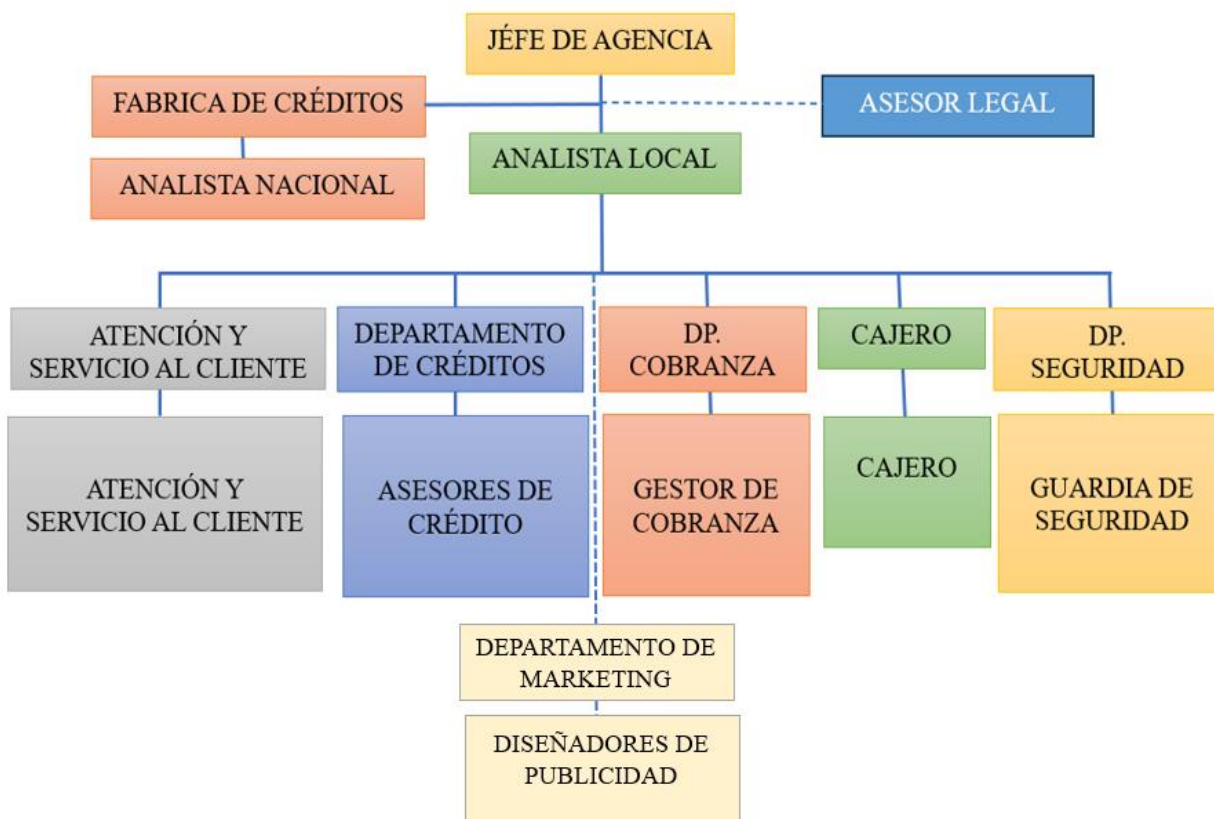 JÉFE DE AGENCIA
FABRICA DE CRÉDITOS
ASESOR LEGAL
ANALISTA LOCAL
ANALISTA NACIONAL
ATENCIÓN Y
SERVICIO AL CLIENTE
DEPARTAMENTO
DE CRÉDITOS
DP.
COBRANZA
CAJERO
DP.
SEGURIDAD
ATENCIÓN Y
SERVICIO AL CLIENTE
ASESORES DE
CRÉDITO
GESTOR DE
COBRANZA
CAJERO
GUARDIA DE
SEGURIDAD
DEPARTAMENTO DE
MARKETING
DISEÑADORES DE
PUBLICIDAD